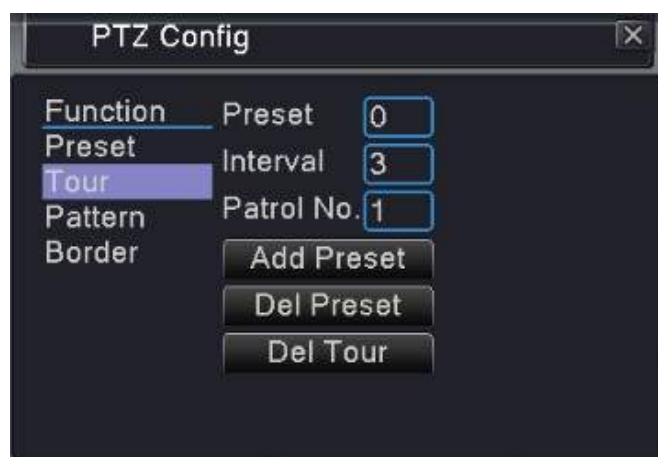 PTZ Config
Function
Preset
Tour
Pattern
Border
Preset 0
Interval 3
Patrol No. 1
Add Preset
Del Preset
Del Tour